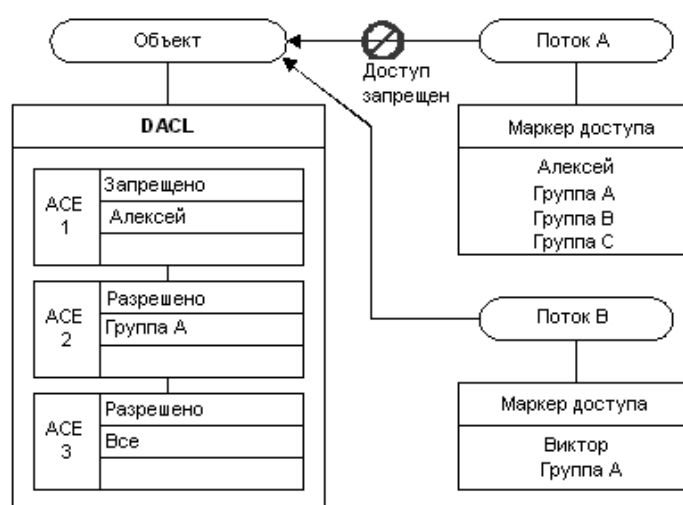 Объект
Доступ
запрещен
Поток А
DACL
ACE
1
Запрещено
Алексей
ACE
2
Разрешено
Группа А
ACE
3
Разрешено
Все
Маркер доступа
Алексей
Группа А
Группа В
Группа С
Поток В
Маркер доступа
Виктор
Группа А